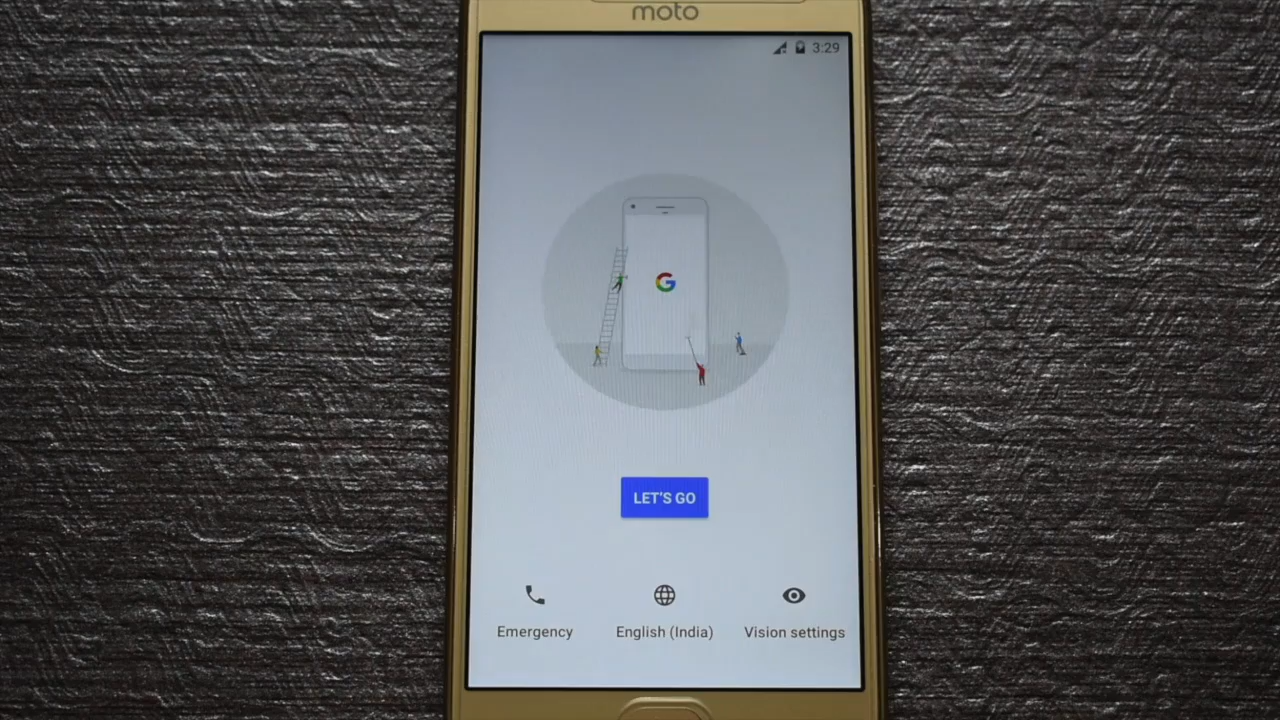 moto
3:29
G
LET'S GO
Emergency
English (India)
Vision settings